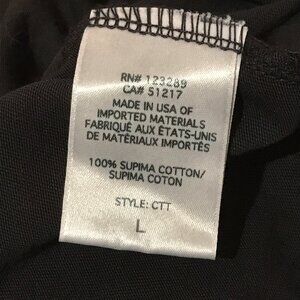 RN# 123289
CA# 51217
MADE IN USA OF
IMPORTED MATERIALS
FABRIQUÉ AUX ÉTATS-UNIS
DE MATÉRIAUX IMPORTÉS
100% SUPIMA COTTON/
SUPIMA COTON
STYLE: CTT
L